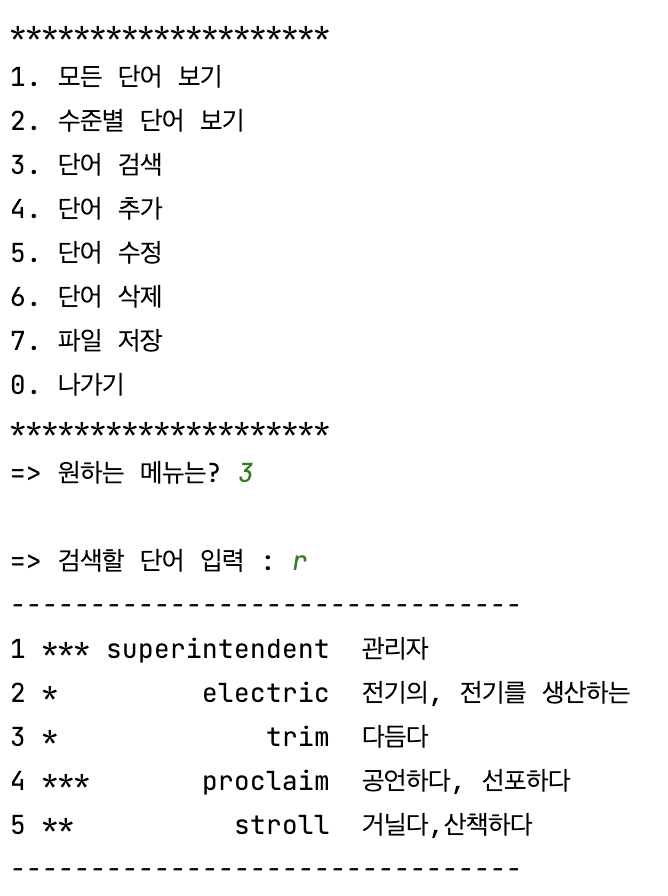 ********************
1. 모든 단어 보기
2. 수준별 단어 보기
3. 단어 검색
4. 단어 추가
5. 단어 수정
6. 단어 삭제
7. 파일 저장
0. 나가기
********************
=> 원하는 메뉴는? 3
=> 검색할 단어 입력 : r
--------------------------------
1 *** superintendent  관리자
2 *         electric  전기의, 전기를 생산하는
3 *             trim  다듬다
4 ***       proclaim  공언하다, 선포하다
5 **          stroll  거닐다,산책하다
--------------------------------